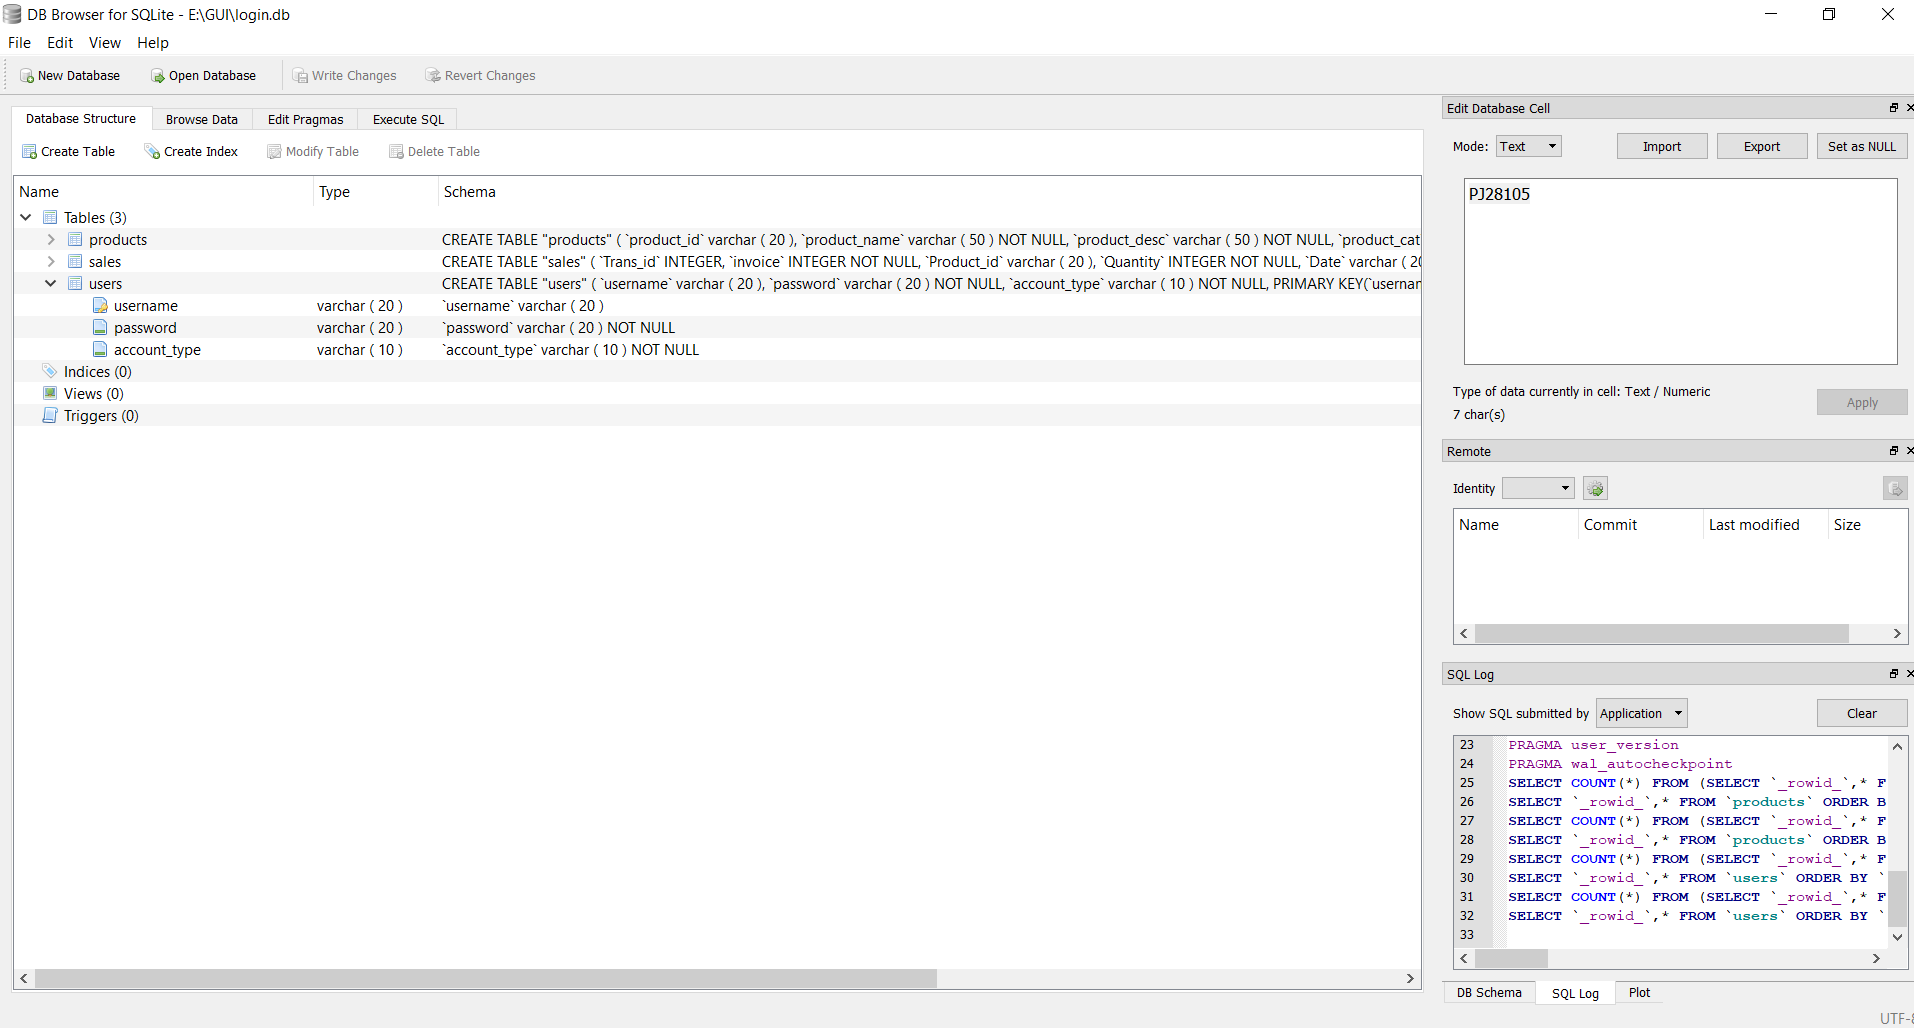 DB Browser for SQLite - E:\GUI\login.db
File Edit View Help
New Database Open Database Write Changes Revert Changes
Database Structure Browse Data Edit Pragmas Execute SQL
Create Table Create Index Modify Table Delete Table
Name Type Schema
Tables (3)
products CREATE TABLE "products" ( `product_id` varchar ( 20 ), `product_name` varchar ( 50 ) NOT NULL, `product_desc` varchar ( 50 ) NOT NULL, `product_cat
sales CREATE TABLE "sales" ( `Trans_id` INTEGER, `invoice` INTEGER NOT NULL, `Product_id` varchar ( 20 ), `Quantity` INTEGER NOT NULL, `Date` varchar ( 20
users CREATE TABLE "users" ( `username` varchar ( 20 ), `password` varchar ( 20 ) NOT NULL, `account_type` varchar ( 10 ) NOT NULL, PRIMARY KEY(`usernam
username varchar ( 20 ) `username` varchar ( 20 )
password varchar ( 20 ) `password` varchar ( 20 ) NOT NULL
account_type varchar ( 10 ) `account_type` varchar ( 10 ) NOT NULL
Indices (0)
Views (0)
Triggers (0)
Edit Database Cell
Mode: Text Import Export Set as NULL
PJ28105
Type of data currently in cell: Text / Numeric
7 char(s)
Apply
Remote
Identity
Name Commit Last modified Size
SQL Log
Show SQL submitted by Application Clear
23 PRAGMA user_version
24 PRAGMA wal_autocheckpoint
25 SELECT COUNT(*) FROM (SELECT `_rowid_`,* F
26 SELECT `_rowid_`,* FROM `products` ORDER B
27 SELECT COUNT(*) FROM (SELECT `_rowid_`,* F
28 SELECT `_rowid_`,* FROM `products` ORDER B
29 SELECT COUNT(*) FROM (SELECT `_rowid_`,* F
30 SELECT `_rowid_`,* FROM `users` ORDER BY `
31 SELECT COUNT(*) FROM (SELECT `_rowid_`,* F
32 SELECT `_rowid_`,* FROM `users` ORDER BY `
33
DB Schema SQL Log Plot
UTF-8